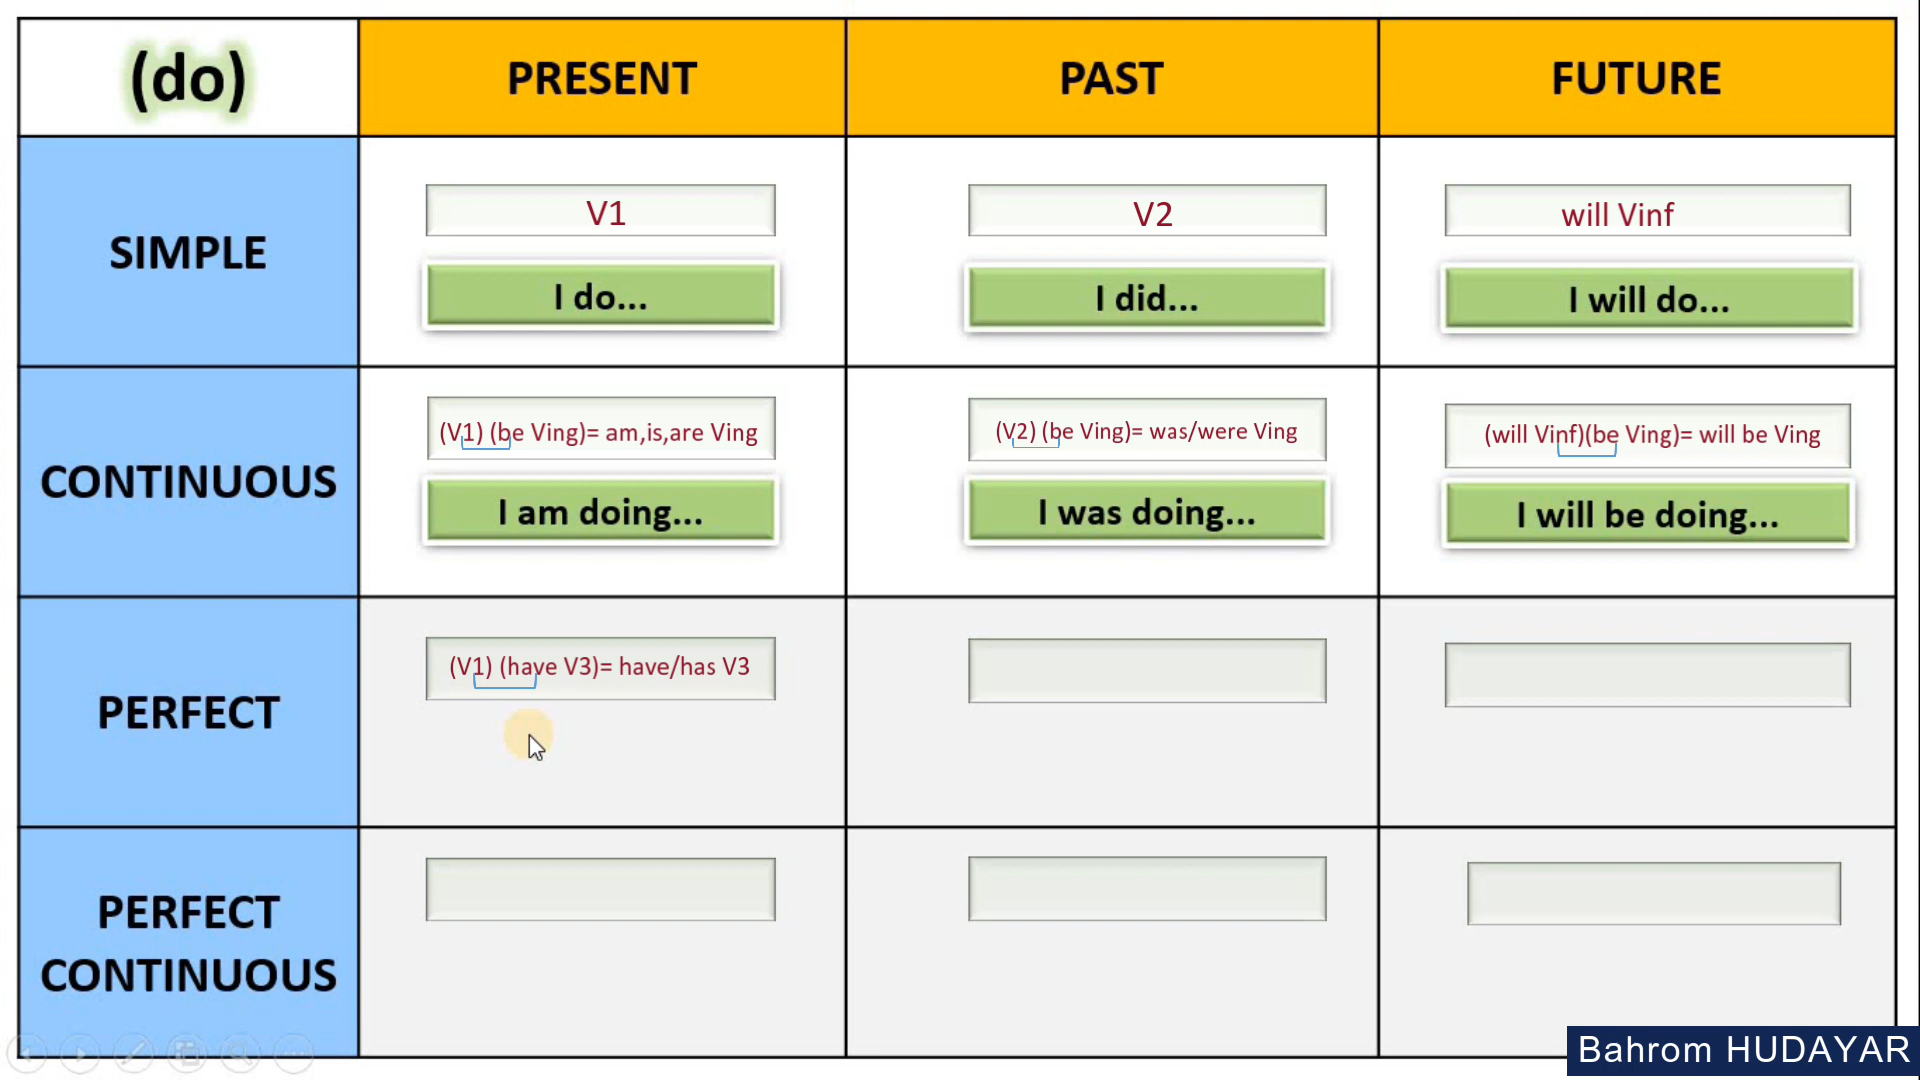 (do)
PRESENT
PAST
FUTURE
SIMPLE
V1
V2
will Vinf
I do...
I did...
I will do...
CONTINUOUS
(V1) (be Ving)= am,is,are Ving
(V2) (be Ving)= was/were Ving
(will Vinf)(be Ving)= will be Ving
I am doing...
I was doing...
I will be doing...
PERFECT
(V1) (have V3)= have/has V3
PERFECT
CONTINUOUS
Bahrom HUDAYAR